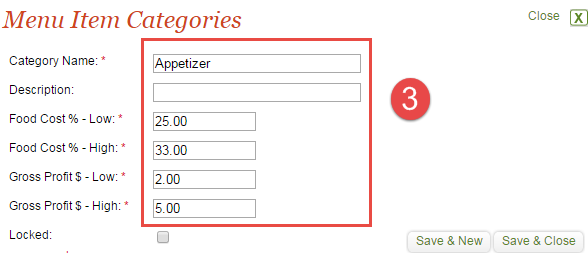 Menu Item Categories
Close X
Category Name: * Appetizer
Description:
Food Cost % - Low: * 25.00
Food Cost % - High: * 33.00
Gross Profit $ - Low: * 2.00
Gross Profit $ - High: * 5.00
Locked:
3
Save & New Save & Close